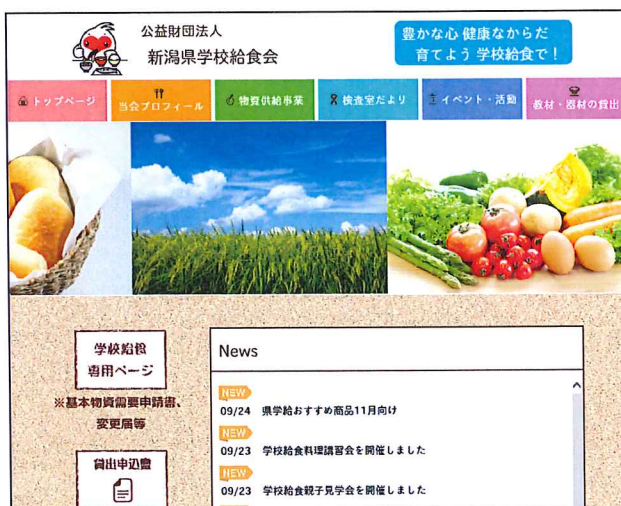 公益財団法人
新潟県学校給食会
豊かな心 健康なからだ
育てよう 学校給食で！
トップページ
当会プロフィール
物資供給事業
検査室だより
イベント・活動
教材・器材の貸出
学校給食
専用ページ
※基本物資需要申請書、
変更届等
貸出申込書
News
NEW
09/24 県学給おすすめ商品11月向け
NEW
09/23 学校給食料理講習会を開催しました
NEW
09/23 学校給食親子見学会を開催しました